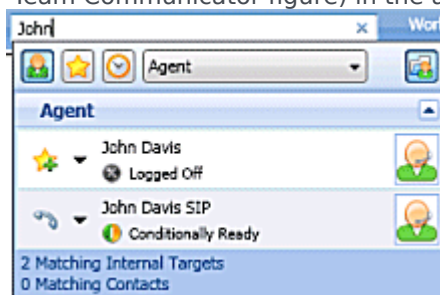 Team Communicator figure) in the
John
Wor
Agent
Agent
John Davis
Logged Off
John Davis SIP
Conditionally Ready
2 Matching Internal Targets
0 Matching Contacts